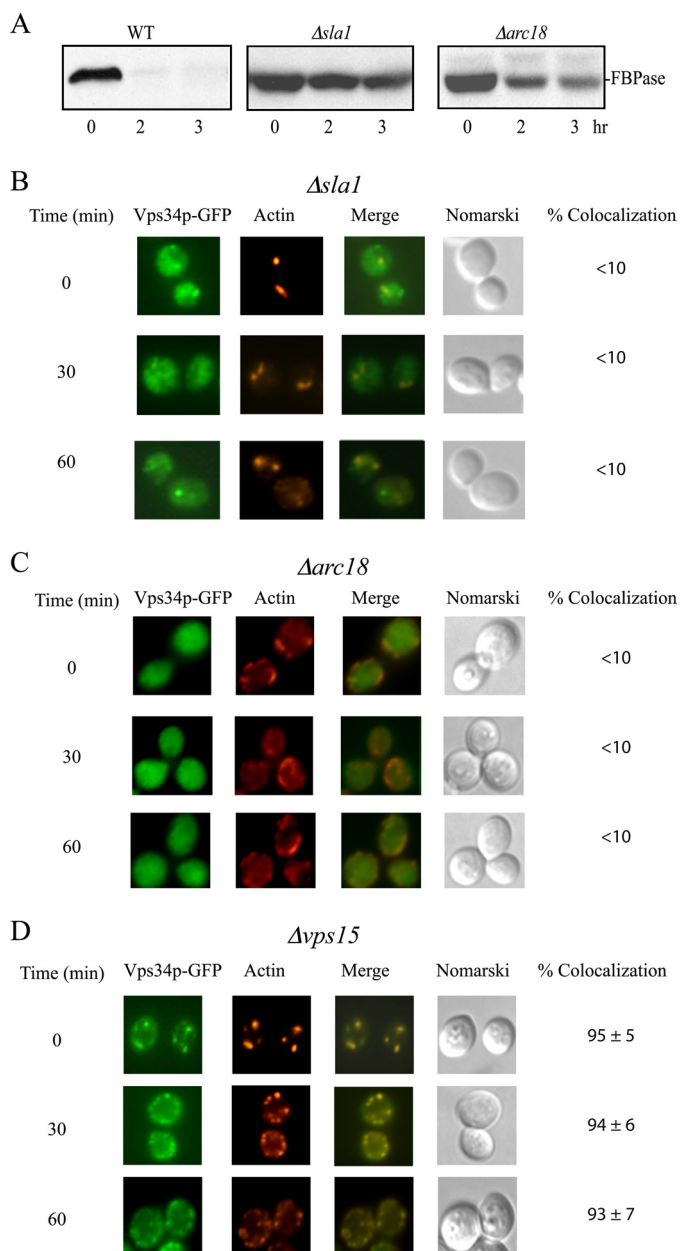 A
WT Δsla1 Δarc18
-FBPase
0 2 3 0 2 3 0 2 3 hr
B
Δsla1
Time (min) Vps34p-GFP Actin Merge Nomarski % Colocalization
0 <10
30 <10
60 <10
C
Δarc18
Time (min) Vps34p-GFP Actin Merge Nomarski % Colocalization
0 <10
30 <10
60 <10
D
Δvps15
Time (min) Vps34p-GFP Actin Merge Nomarski % Colocalization
0 95 ± 5
30 94 ± 6
60 93 ± 7